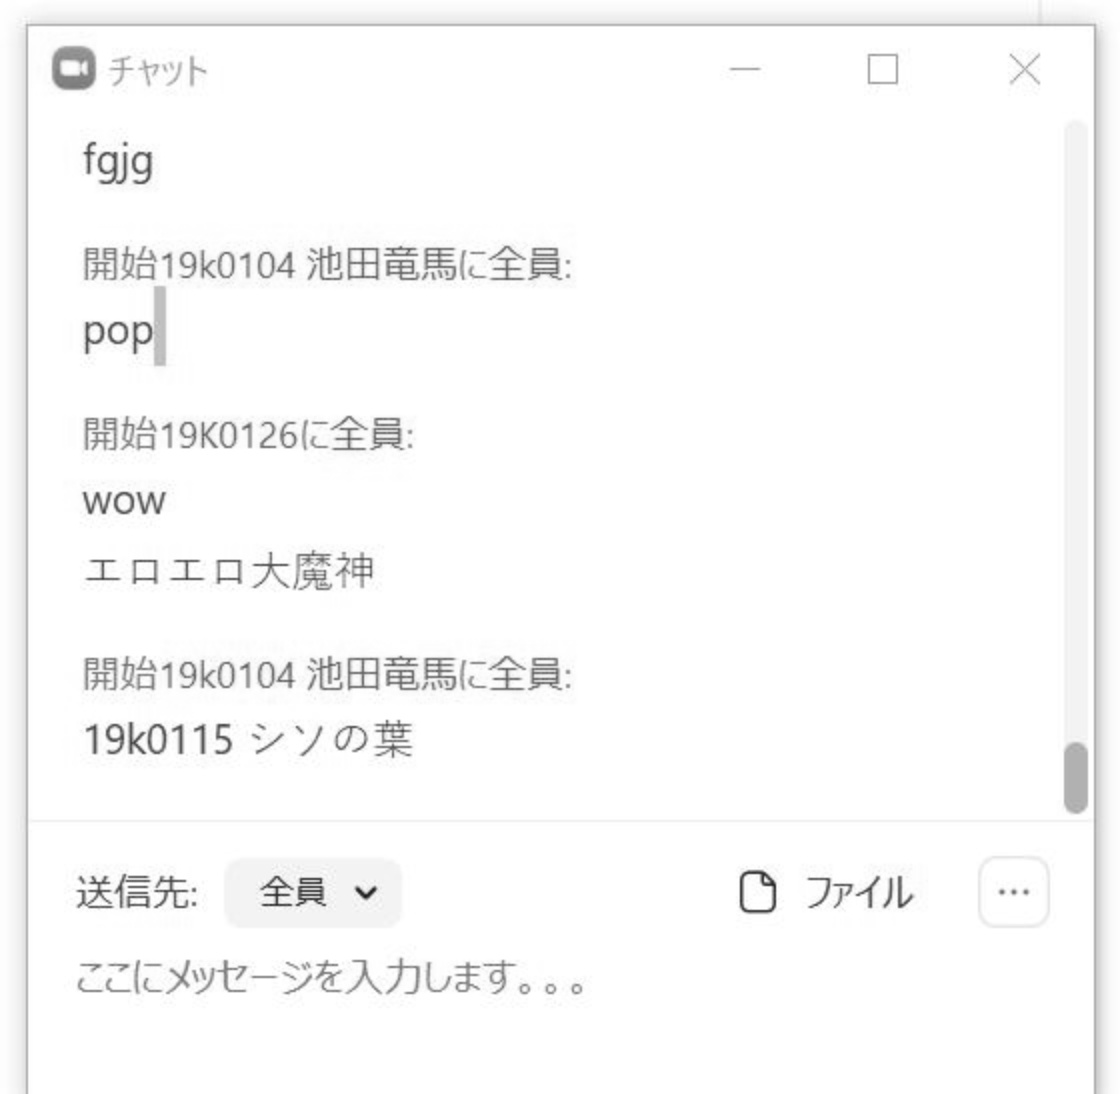 チャット
fgjg
開始19k0104 池田竜馬に全員:
pop
開始19K0126に全員:
wow
エロエロ大魔神
開始19k0104 池田竜馬に全員:
19k0115 シソの葉
送信先: 全員 ファイル ...
ここにメッセージを入力します。。。